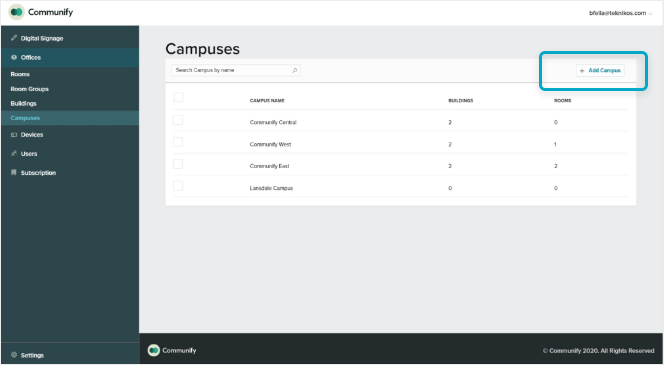 Communify
bfella@teknikos.com
Digital Signage
Offices
Rooms
Room Groups
Buildings
Campuses
Devices
Users
Subscription
Settings
Campuses
Search Campus by name
+ Add Campus
CAMPUS NAME BUILDINGS ROOMS
Communify Central 2 0
Communify West 2 1
Communify East 2 2
Lansdale Campus 0 0
Communify
© Communify 2020. All Rights Reserved